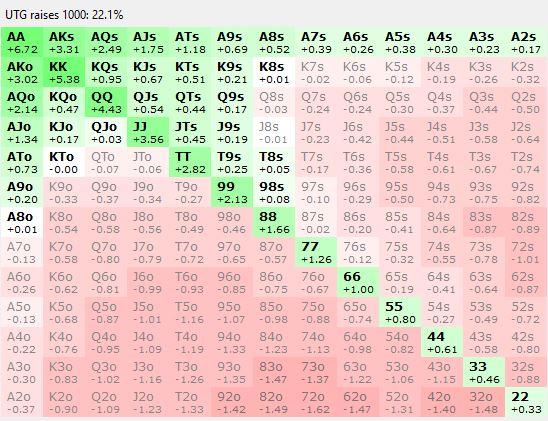 UTG raises 1000: 22.1%
AA AKs AQs AJs ATs A9s A8s A7s A6s A5s A4s A3s A2s
+6.72 +3.31 +2.49 +1.75 +1.18 +0.69 +0.52 +0.39 +0.26 +0.38 +0.30 +0.23 +0.17
AKo KK KQs KJs KTs K9s K8s K7s K6s K5s K4s K3s K2s
+3.02 +5.38 +0.95 +0.67 +0.51 +0.21 +0.01 -0.02 -0.06 -0.12 -0.19 -0.26 -0.32
AQo KQo QQ QJs QTs Q9s Q8s Q7s Q6s Q5s Q4s Q3s Q2s
+2.14 +0.47 +4.43 +0.54 +0.44 +0.17 -0.03 -0.24 -0.24 -0.30 -0.37 -0.44 -0.50
AJo KJo QJo JJ JTs J9s J8s J7s J6s J5s J4s J3s J2s
+1.34 +0.17 +0.03 +3.56 +0.45 +0.19 -0.01 -0.23 -0.42 -0.44 -0.51 -0.58 -0.64
ATo KTo QTo JTo TT T9s T8s T7s T6s T5s T4s T3s T2s
+0.73 -0.00 -0.07 -0.06 +2.82 +0.25 +0.05 -0.17 -0.36 -0.58 -0.61 -0.67 -0.74
A9o K9o Q9o J9o T9o 99 98s 97s 96s 95s 94s 93s 92s
+0.20 -0.33 -0.37 -0.34 -0.27 +2.13 +0.08 -0.10 -0.29 -0.50 -0.73 -0.75 -0.82
A8o K8o Q8o J8o T8o 98o 88 87s 86s 85s 84s 83s 82s
+0.01 -0.54 -0.58 -0.56 -0.49 -0.46 +1.66 -0.02 -0.20 -0.41 -0.64 -0.87 -0.89
A7o K7o Q7o J7o T7o 97o 87o 77 76s 75s 74s 73s 72s
-0.13 -0.58 -0.80 -0.79 -0.72 -0.65 -0.57 +1.26 -0.12 -0.32 -0.55 -0.78 -1.01
A6o K6o Q6o J6o T6o 96o 86o 76o 66 65s 64s 63s 62s
-0.26 -0.62 -0.81 -0.99 -0.93 -0.85 -0.75 -0.67 +1.00 -0.19 -0.41 -0.64 -0.87
A5o K5o Q5o J5o T5o 95o 85o 75o 65o 55 54s 53s 52s
-0.13 -0.68 -0.87 -1.01 -1.16 -1.07 -0.98 -0.88 -0.74 +0.80 -0.27 -0.49 -0.72
A4o K4o Q4o J4o T4o 94o 84o 74o 64o 54o 44 43s 42s
-0.22 -0.76 -0.95 -1.09 -1.19 -1.33 -1.23 -1.13 -0.98 -0.82 +0.61 -0.58 -0.80
A3o K3o Q3o J3o T3o 93o 83o 73o 63o 53o 43o 33 32s
-0.30 -0.83 -1.02 -1.16 -1.26 -1.35 -1.47 -1.37 -1.22 -1.06 -1.15 +0.46 -0.88
A2o K2o Q2o J2o T2o 92o 82o 72o 62o 52o 42o 32o 22
-0.37 -0.90 -1.09 -1.23 -1.33 -1.42 -1.49 -1.62 -1.47 -1.31 -1.40 -1.48 +0.33